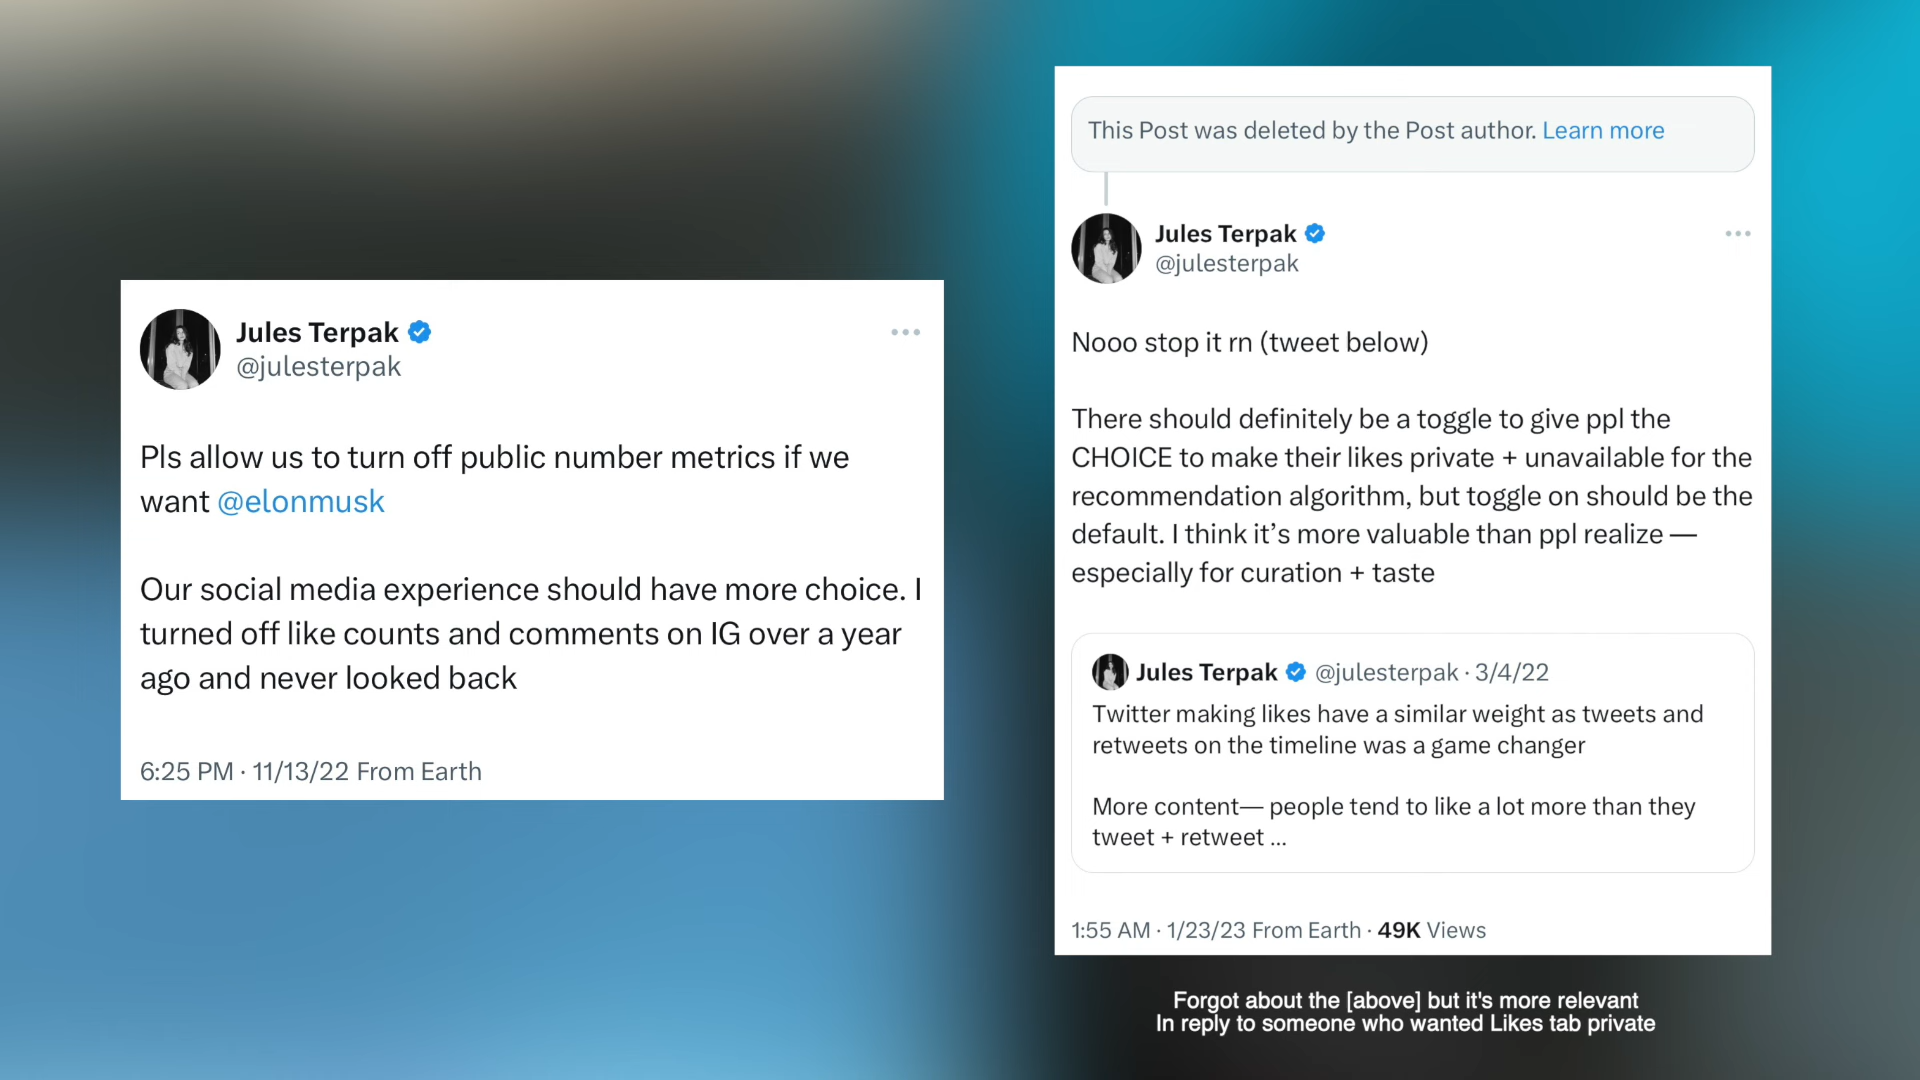 Jules Terpak
@julesterpak
Pls allow us to turn off public number metrics if we
want @elonmusk
Our social media experience should have more choice. I
turned off like counts and comments on IG over a year
ago and never looked back
6:25 PM · 11/13/22 From Earth
This Post was deleted by the Post author. Learn more
Jules Terpak
@julesterpak
Nooo stop it rn (tweet below)
There should definitely be a toggle to give ppl the
CHOICE to make their likes private + unavailable for the
recommendation algorithm, but toggle on should be the
default. I think it’s more valuable than ppl realize —
especially for curation + taste
Jules Terpak @julesterpak · 3/4/22
Twitter making likes have a similar weight as tweets and
retweets on the timeline was a game changer
More content— people tend to like a lot more than they
tweet + retweet ...
1:55 AM · 1/23/23 From Earth · 49K Views
Forgot about the [above] but it's more relevant
In reply to someone who wanted Likes tab private